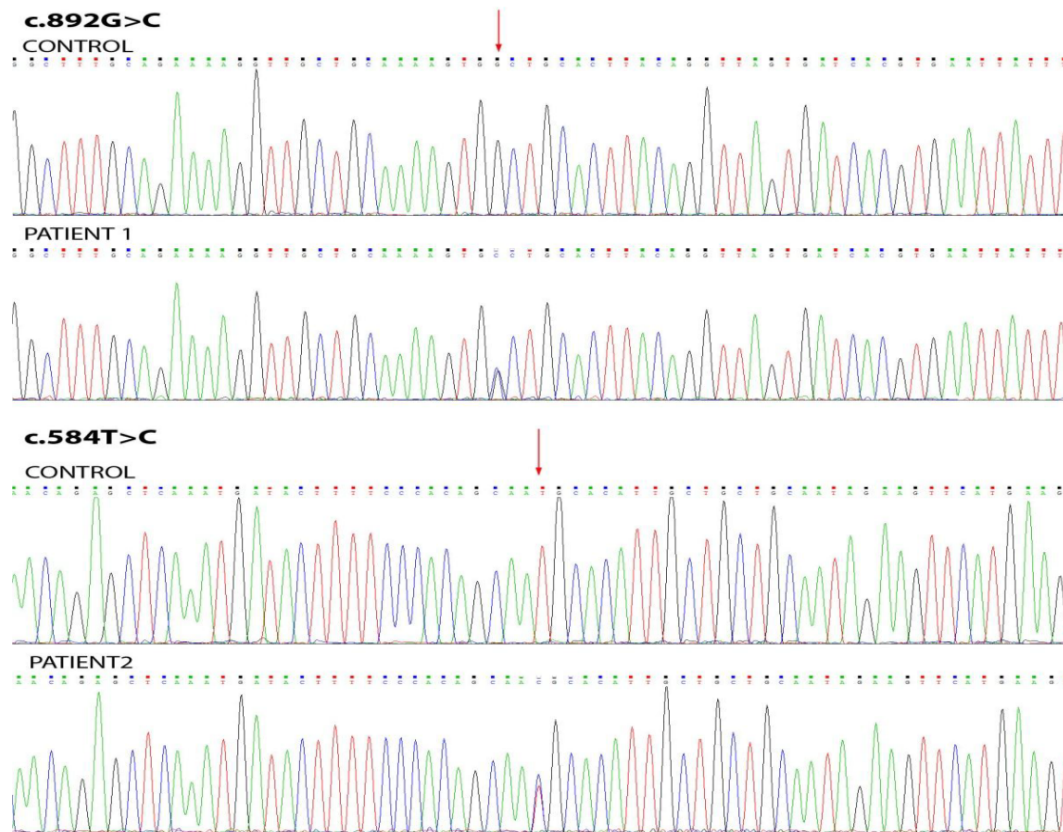 c.892G>C
CONTROL
G G C T T T G C A G A A A A G G T T G C T G C A A A A G T G G C T G C A C T T A C A G G T T A G T G A T C A C G T G A A T T A T T T
PATIENT 1
G G C T T T G C A G A A A A G G T T G C T G C A A A A G T G C C T G C A C T T A C A G G T T A G T G A T C A C G T G A A T T A T T T
c.584T>C
CONTROL
A A C A G A G C T C A A A T G A T A C T T T T C C C A C A G C A A T G C A C A T T G C T G C T G C A A T A G A A G T T C A T G A A G
PATIENT2
A A C A G A G C T C A A A T G A T A C T T T T C C C A C A G C A A C G C A C A T T G C T G C T G C A A T A G A A G T T C A T G A A G